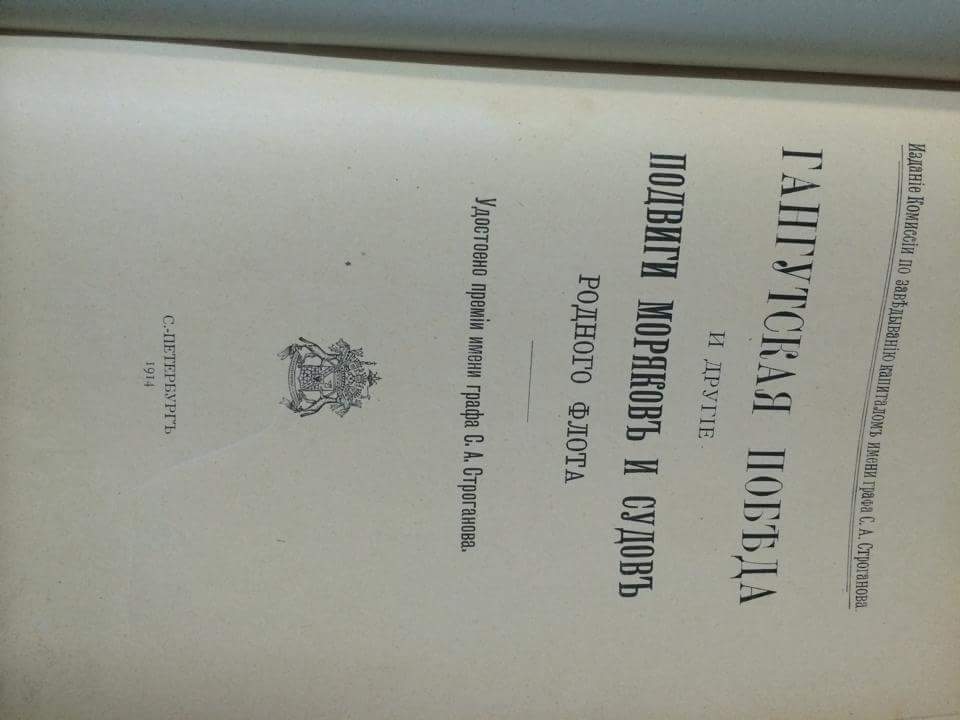 Изданіе Комиссіи по завѣдыванію капиталомъ имени графа С. А. Строганова.
ГАНГУТСКАЯ ПОБѢДА
И ДРУГІЕ
ПОДВИГИ МОРЯКОВЪ И СУДОВЪ
РОДНОГО ФЛОТА
Удостоено преміи имени графа С. А. Строганова.
С.-ПЕТЕРБУРГЪ
1914